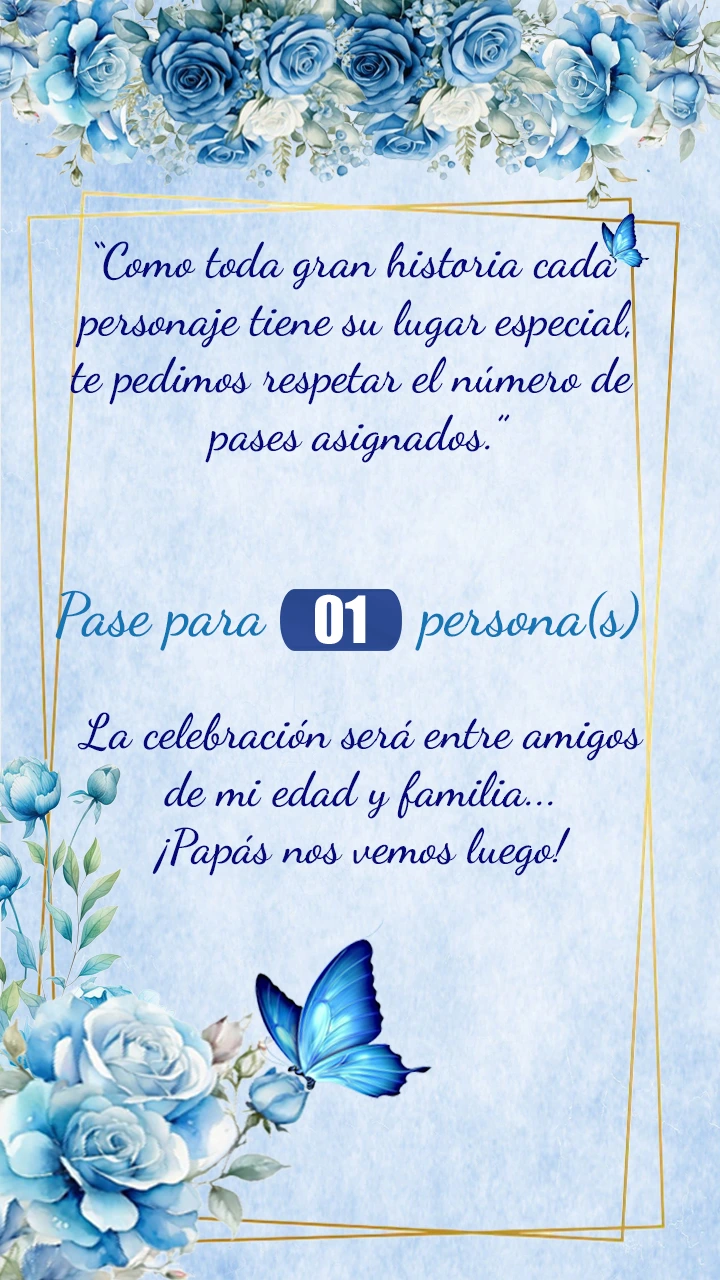 “Como toda gran historia cada
personaje tiene su lugar especial,
te pedimos respetar el número de
pases asignados.”
Pase para 01 persona(s)
La celebración será entre amigos
de mi edad y familia...
¡Papás nos vemos luego!